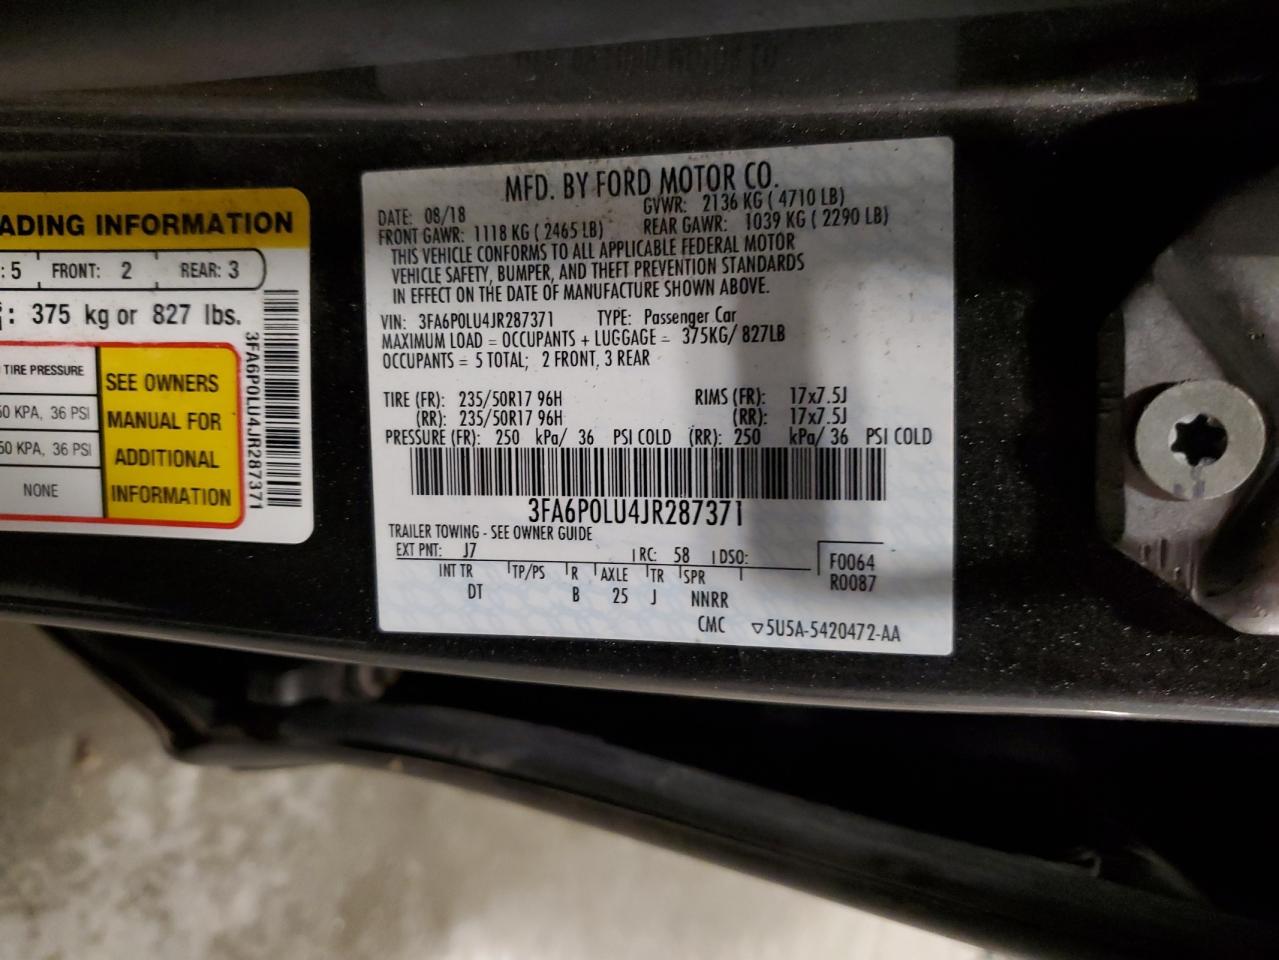 ADING INFORMATION
: 5 FRONT: 2 REAR: 3
: 375 kg or 827 lbs.
TIRE PRESSURE
50 KPA, 36 PSI
50 KPA, 36 PSI
NONE
SEE OWNERS
MANUAL FOR
ADDITIONAL
INFORMATION
3FA6P0LU4JR287371
MFD. BY FORD MOTOR CO.
DATE: 08/18 GVWR: 2136 KG ( 4710 LB)
FRONT GAWR: 1118 KG ( 2465 LB) REAR GAWR: 1039 KG ( 2290 LB)
THIS VEHICLE CONFORMS TO ALL APPLICABLE FEDERAL MOTOR
VEHICLE SAFETY, BUMPER, AND THEFT PREVENTION STANDARDS
IN EFFECT ON THE DATE OF MANUFACTURE SHOWN ABOVE.
VIN: 3FA6P0LU4JR287371 TYPE: Passenger Car
MAXIMUM LOAD = OCCUPANTS + LUGGAGE = 375KG/ 827LB
OCCUPANTS = 5 TOTAL; 2 FRONT, 3 REAR
TIRE (FR): 235/50R17 96H RIMS (FR): 17x7.5J
(RR): 235/50R17 96H (RR): 17x7.5J
PRESSURE (FR): 250 kPa/ 36 PSI COLD (RR): 250 kPa/ 36 PSI COLD
3FA6P0LU4JR287371
TRAILER TOWING - SEE OWNER GUIDE
EXT PNT: J7 RC: 58 DSO: F0064
INT TR TP/PS R AXLE TR SPR R0087
DT B 25 J NNRR
CMC ▽5U5A-5420472-AA